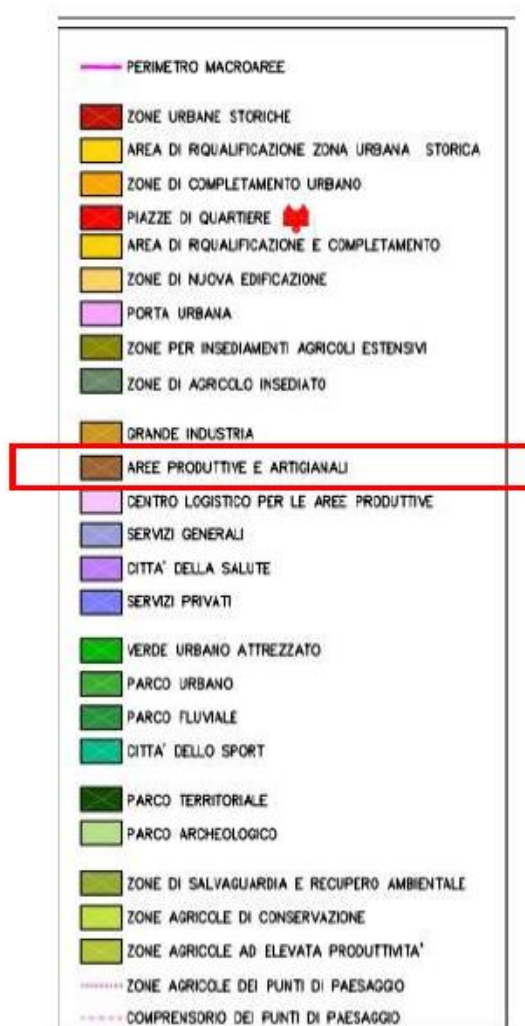 PERIMETRO MACROAREE
ZONE URBANE STORICHE
AREA DI RIQUALIFICAZIONE ZONA URBANA STORICA
ZONE DI COMPLETAMENTO URBANO
PIAZZE DI QUARTIERE
AREA DI RIQUALIFICAZIONE E COMPLETAMENTO
ZONE DI NUOVA EDIFICAZIONE
PORTA URBANA
ZONE PER INSEDIAMENTI AGRICOLI ESTENSIVI
ZONE DI AGRICOLO INSEDIATO
GRANDE INDUSTRIA
AREE PRODUTTIVE E ARTIGIANALI
CENTRO LOGISTICO PER LE AREE PRODUTTIVE
SERVIZI GENERALI
CITTA' DELLA SALUTE
SERVIZI PRIVATI
VERDE URBANO ATTREZZATO
PARCO URBANO
PARCO FLUVIALE
CITTA' DELLO SPORT
PARCO TERRITORIALE
PARCO ARCHEOLOGICO
ZONE DI SALVAGUARDIA E RECUPERO AMBIENTALE
ZONE AGRICOLE DI CONSERVAZIONE
ZONE AGRICOLE AD ELEVATA PRODUTTIVITA'
ZONE AGRICOLE DEI PUNTI DI PAESAGGIO
COMPRENSORIO DEI PUNTI DI PAESAGGIO